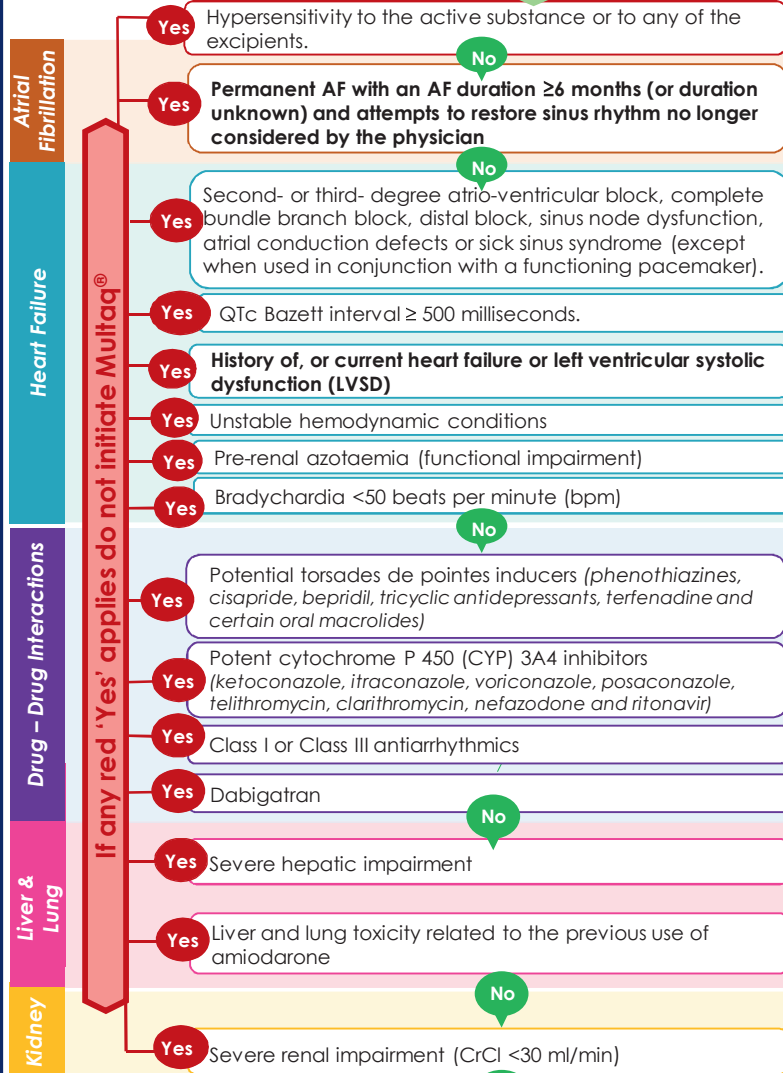 Yes
Hypersensitivity to the active substance or to any of the
excipients.
No
Atrial
Fibrillation
Yes
Permanent AF with an AF duration ≥6 months (or duration
unknown) and attempts to restore sinus rhythm no longer
considered by the physician
No
If any red ‘Yes’ applies do not initiate Multaq®
Heart Failure
Yes
Second- or third- degree atrio-ventricular block, complete
bundle branch block, distal block, sinus node dysfunction,
atrial conduction defects or sick sinus syndrome (except
when used in conjunction with a functioning pacemaker).
Yes
QTc Bazett interval ≥ 500 milliseconds.
Yes
History of, or current heart failure or left ventricular systolic
dysfunction (LVSD)
Yes
Unstable hemodynamic conditions
Yes
Pre-renal azotaemia (functional impairment)
Yes
Bradychardia <50 beats per minute (bpm)
No
Drug – Drug Interactions
Yes
Potential torsades de pointes inducers (phenothiazines,
cisapride, bepridil, tricyclic antidepressants, terfenadine and
certain oral macrolides)
Yes
Potent cytochrome P 450 (CYP) 3A4 inhibitors
(ketoconazole, itraconazole, voriconazole, posaconazole,
telithromycin, clarithromycin, nefazodone and ritonavir)
Yes
Class I or Class III antiarrhythmics
Yes
Dabigatran
No
Liver &
Lung
Yes
Severe hepatic impairment
Yes
Liver and lung toxicity related to the previous use of
amiodarone
No
Kidney
Yes
Severe renal impairment (CrCl <30 ml/min)